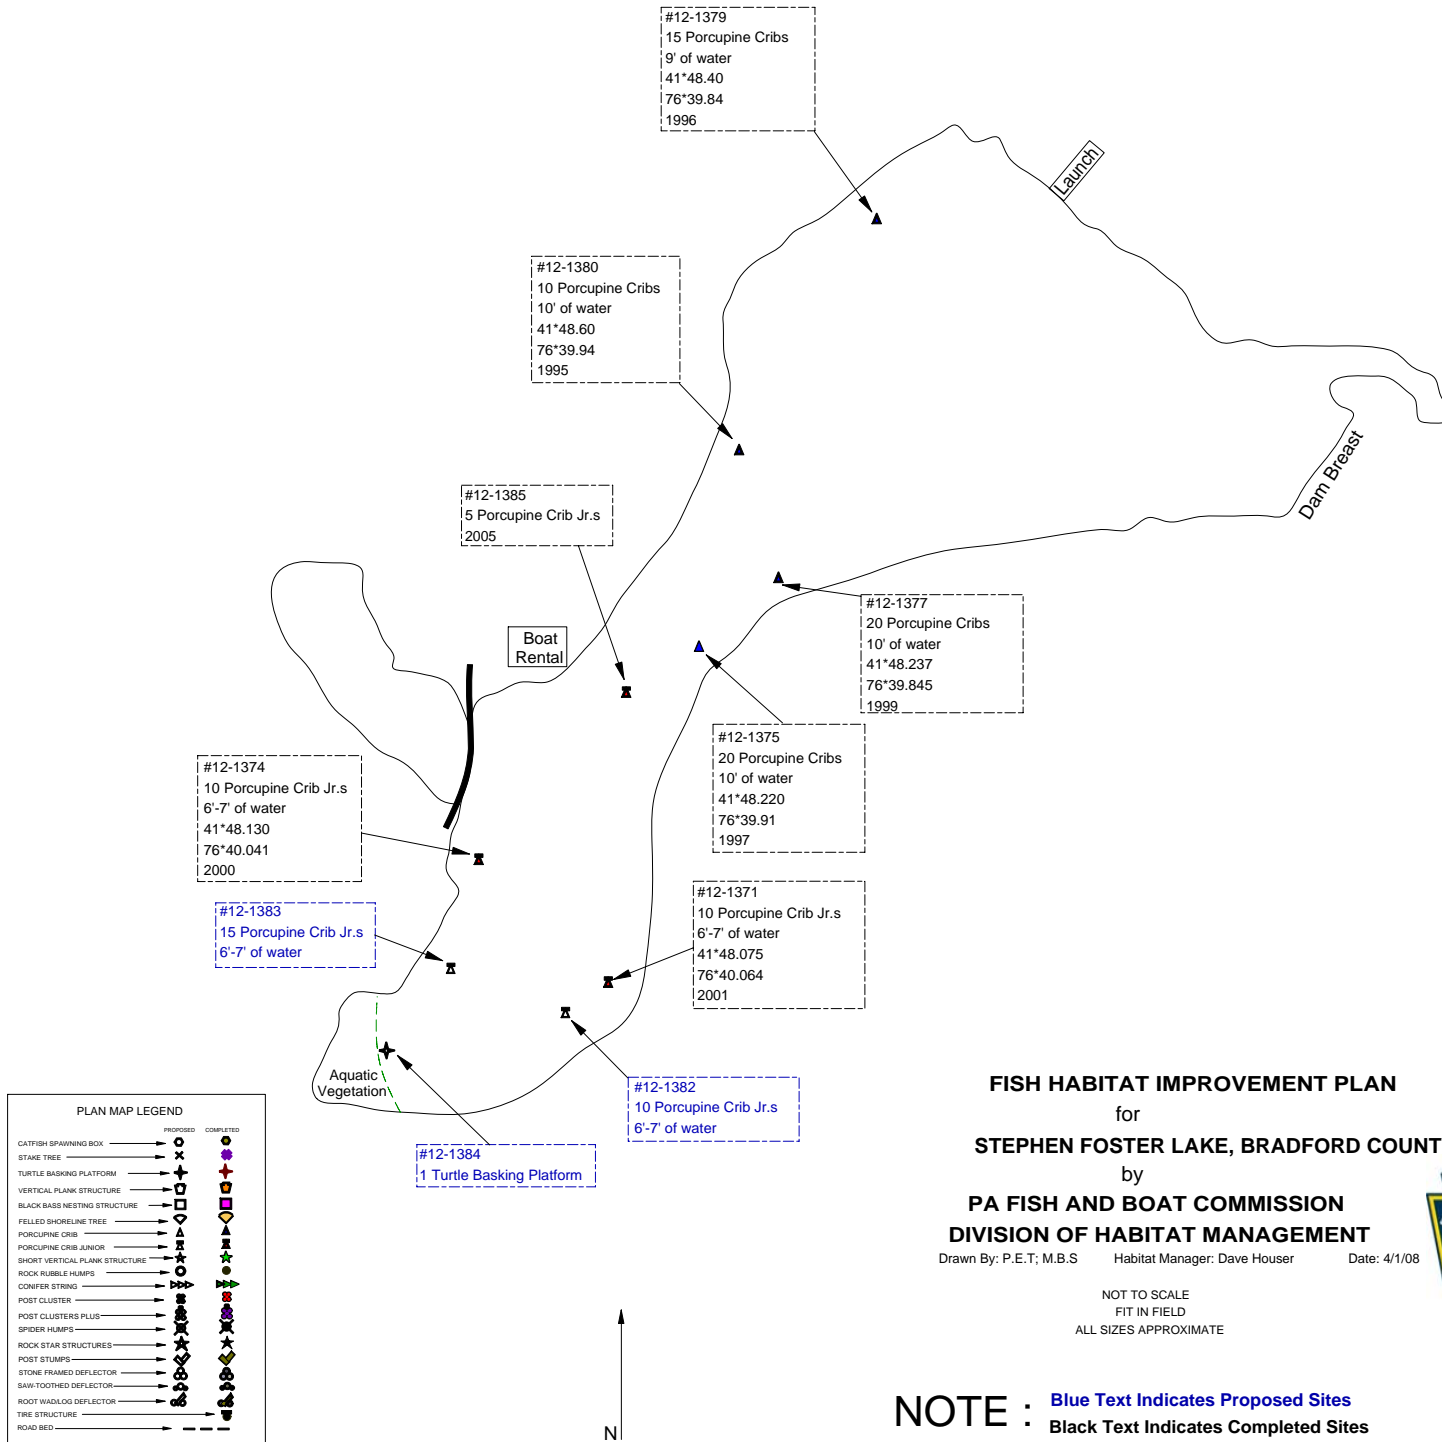 #12-1379
15 Porcupine Cribs
9' of water
41*48.40
76*39.84
1996
Launch
#12-1380
10 Porcupine Cribs
10' of water
41*48.60
76*39.94
1995
Dam Breast
#12-1385
5 Porcupine Crib Jr.s
2005
#12-1377
20 Porcupine Cribs
10' of water
41*48.237
76*39.845
1999
Boat
Rental
#12-1375
20 Porcupine Cribs
10' of water
41*48.220
76*39.91
1997
#12-1374
10 Porcupine Crib Jr.s
6'-7' of water
41*48.130
76*40.041
2000
#12-1371
10 Porcupine Crib Jr.s
6'-7' of water
41*48.075
76*40.064
2001
#12-1383
15 Porcupine Crib Jr.s
6'-7' of water
Aquatic
Vegetation
#12-1382
10 Porcupine Crib Jr.s
6'-7' of water
#12-1384
1 Turtle Basking Platform
PLAN MAP LEGEND
PROPOSED COMPLETED
CATFISH SPAWNING BOX
STAKE TREE
TURTLE BASKING PLATFORM
VERTICAL PLANK STRUCTURE
BLACK BASS NESTING STRUCTURE
FELLED SHORELINE TREE
PORCUPINE CRIB
PORCUPINE CRIB JUNIOR
SHORT VERTICAL PLANK STRUCTURE
ROCK RUBBLE HUMPS
CONIFER STRING
POST CLUSTER
POST CLUSTERS PLUS
SPIDER HUMPS
ROCK STAR STRUCTURES
POST STUMPS
STONE FRAMED DEFLECTOR
SAW-TOOTHED DEFLECTOR
ROOT WAD/LOG DEFLECTOR
TIRE STRUCTURE
ROAD BED
N
FISH HABITAT IMPROVEMENT PLAN
for
STEPHEN FOSTER LAKE, BRADFORD COUNT
by
PA FISH AND BOAT COMMISSION
DIVISION OF HABITAT MANAGEMENT
Drawn By: P.E.T; M.B.S Habitat Manager: Dave Houser Date: 4/1/08
NOT TO SCALE
FIT IN FIELD
ALL SIZES APPROXIMATE
NOTE : Blue Text Indicates Proposed Sites
Black Text Indicates Completed Sites